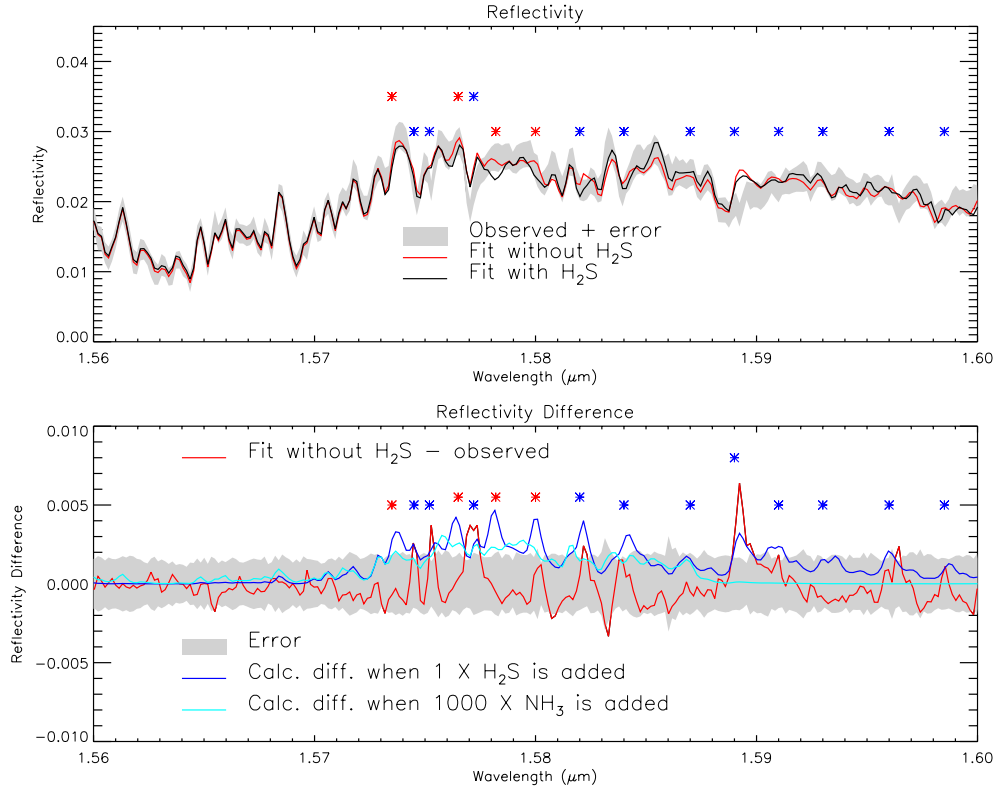 Reflectivity
0.04
0.03
0.02
0.01
0.00
Reflectivity
Observed + error
Fit without H₂S
Fit with H₂S
1.56 1.57 1.58 1.59 1.60
Wavelength (μm)
Reflectivity Difference
0.010
0.005
0.000
−0.005
−0.010
Reflectivity Difference
Fit without H₂S − observed
Error
Calc. diff. when 1 X H₂S is added
Calc. diff. when 1000 X NH₃ is added
1.56 1.57 1.58 1.59 1.60
Wavelength (μm)